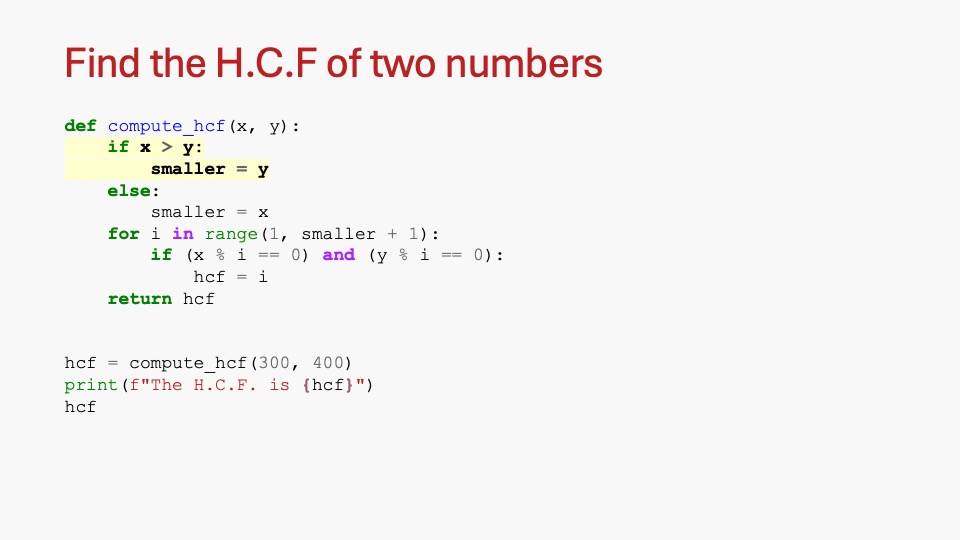 Find the H.C.F of two numbers
def compute_hcf(x, y):
    if x > y:
        smaller = y
    else:
        smaller = x
    for i in range(1, smaller + 1):
        if (x % i == 0) and (y % i == 0):
            hcf = i
    return hcf
hcf = compute_hcf(300, 400)
print(f"The H.C.F. is {hcf}")
hcf